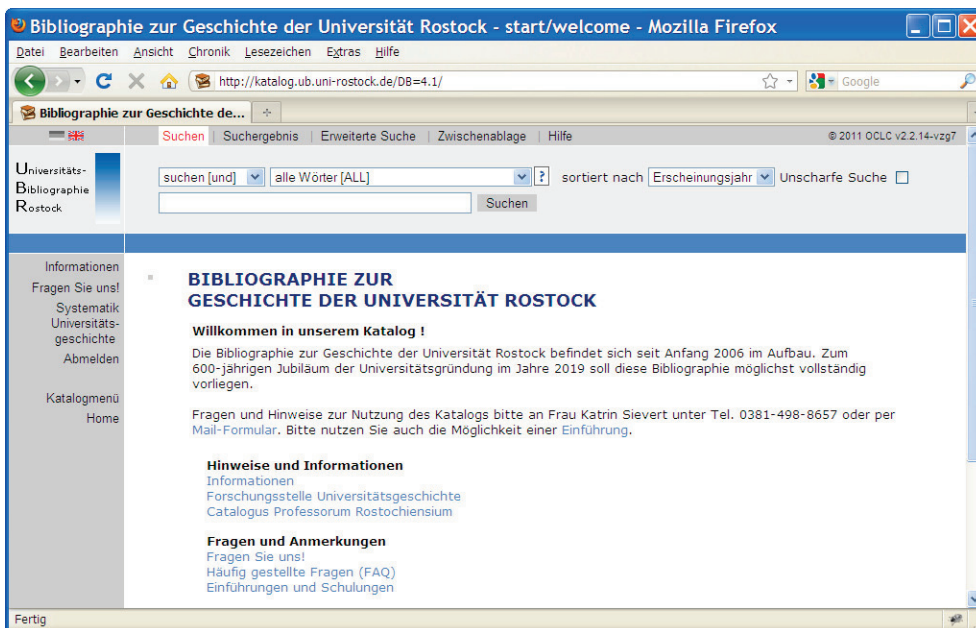 Bibliographie zur Geschichte der Universität Rostock - start/welcome - Mozilla Firefox
Datei Bearbeiten Ansicht Chronik Lesezeichen Extras Hilfe
http://katalog.ub.uni-rostock.de/DB=4.1/ Google
Bibliographie zur Geschichte de...
Suchen | Suchergebnis | Erweiterte Suche | Zwischenablage | Hilfe © 2011 OCLC v2.2.14-vzg7
Universitäts-
Bibliographie
Rostock
suchen [und] alle Wörter [ALL] ? sortiert nach Erscheinungsjahr Unscharfe Suche
Suchen
Informationen
Fragen Sie uns!
Systematik
Universitäts-
geschichte
Abmelden
Katalogmenü
Home
BIBLIOGRAPHIE ZUR
GESCHICHTE DER UNIVERSITÄT ROSTOCK
Willkommen in unserem Katalog !
Die Bibliographie zur Geschichte der Universität Rostock befindet sich seit Anfang 2006 im Aufbau. Zum
600-jährigen Jubiläum der Universitätsgründung im Jahre 2019 soll diese Bibliographie möglichst vollständig
vorliegen.
Fragen und Hinweise zur Nutzung des Katalogs bitte an Frau Katrin Sievert unter Tel. 0381-498-8657 oder per
Mail-Formular. Bitte nutzen Sie auch die Möglichkeit einer Einführung.
Hinweise und Informationen
Informationen
Forschungsstelle Universitätsgeschichte
Catalogus Professorum Rostochiensium
Fragen und Anmerkungen
Fragen Sie uns!
Häufig gestellte Fragen (FAQ)
Einführungen und Schulungen
Fertig